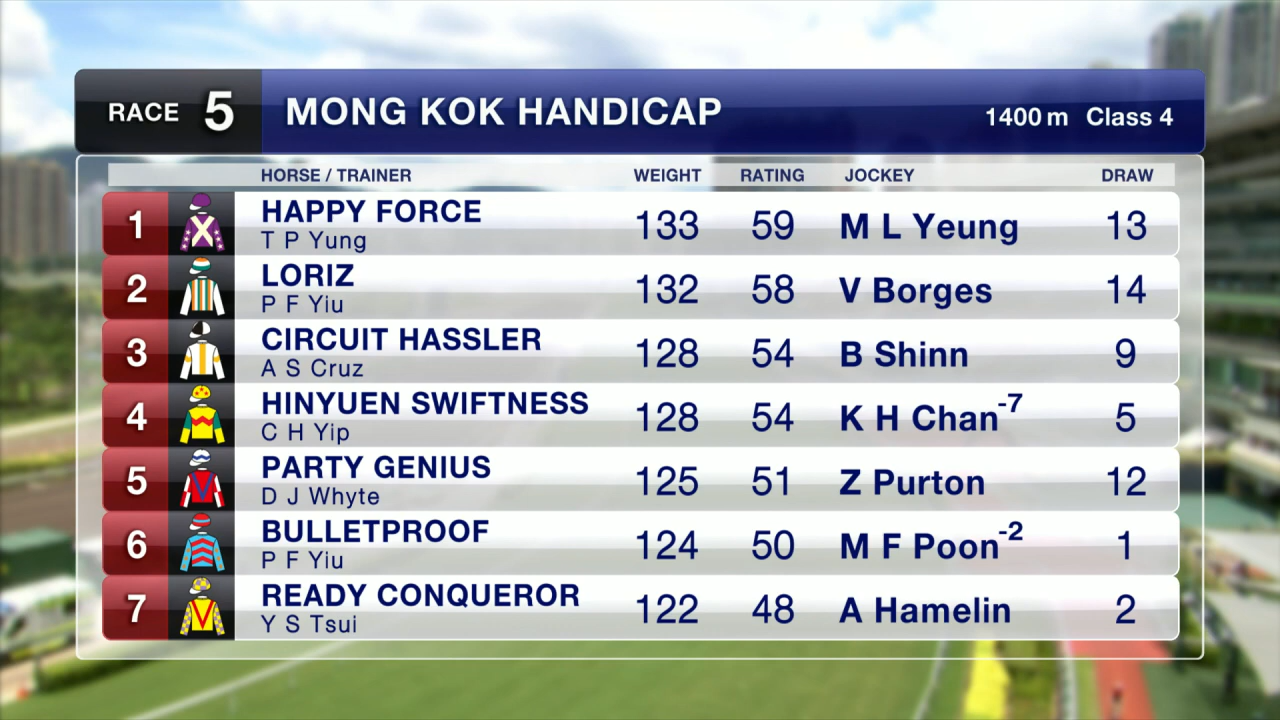 RACE 5 MONG KOK HANDICAP 1400 m Class 4
HORSE / TRAINER WEIGHT RATING JOCKEY DRAW
1 HAPPY FORCE 133 59 M L Yeung 13
T P Yung
2 LORIZ 132 58 V Borges 14
P F Yiu
3 CIRCUIT HASSLER 128 54 B Shinn 9
A S Cruz
4 HINYUEN SWIFTNESS 128 54 K H Chan-7 5
C H Yip
5 PARTY GENIUS 125 51 Z Purton 12
D J Whyte
6 BULLETPROOF 124 50 M F Poon-2 1
P F Yiu
7 READY CONQUEROR 122 48 A Hamelin 2
Y S Tsui